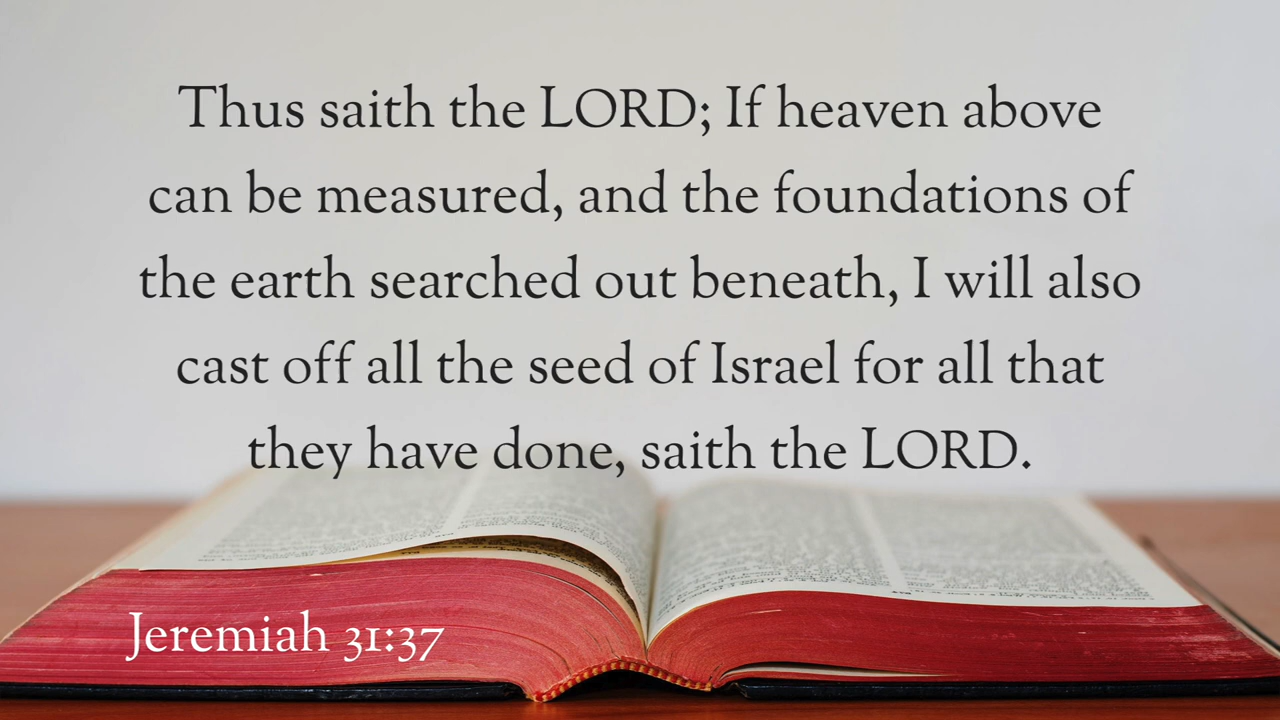 Thus saith the LORD; If heaven above
can be measured, and the foundations of
the earth searched out beneath, I will also
cast off all the seed of Israel for all that
they have done, saith the LORD.
Jeremiah 31:37